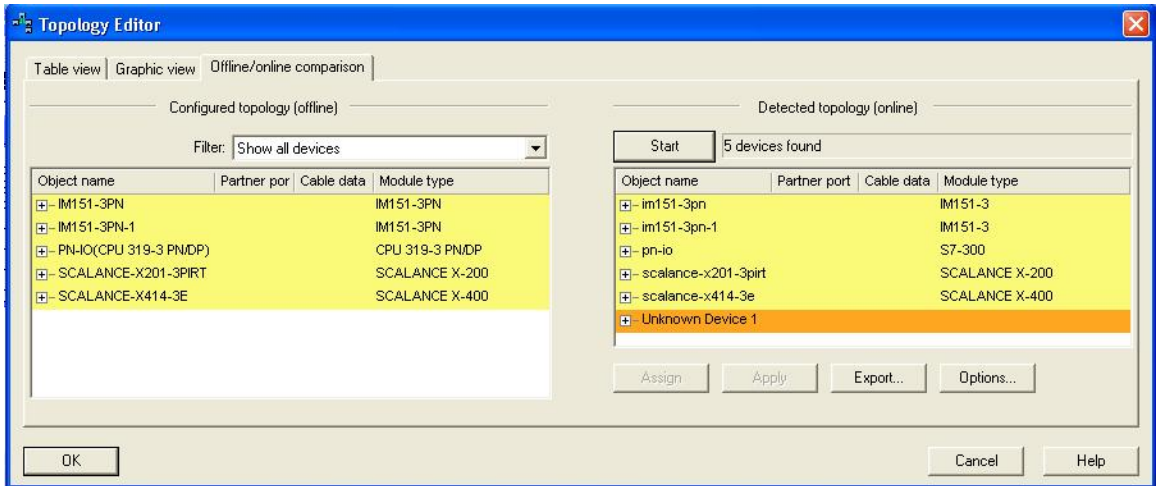 Topology Editor
Table view Graphic view Offline/online comparison
Configured topology (offline)
Filter: Show all devices
Object name Partner por Cable data Module type
IM151-3PN IM151-3PN
IM151-3PN-1 IM151-3PN
PN-IO(CPU 319-3 PN/DP) CPU 319-3 PN/DP
SCALANCE-X201-3PIRT SCALANCE X-200
SCALANCE-X414-3E SCALANCE X-400
Detected topology (online)
Start 5 devices found
Object name Partner port Cable data Module type
im151-3pn IM151-3
im151-3pn-1 IM151-3
pn-io S7-300
scalance-x201-3pirt SCALANCE X-200
scalance-x414-3e SCALANCE X-400
Unknown Device 1
Assign Apply Export... Options...
OK Cancel Help